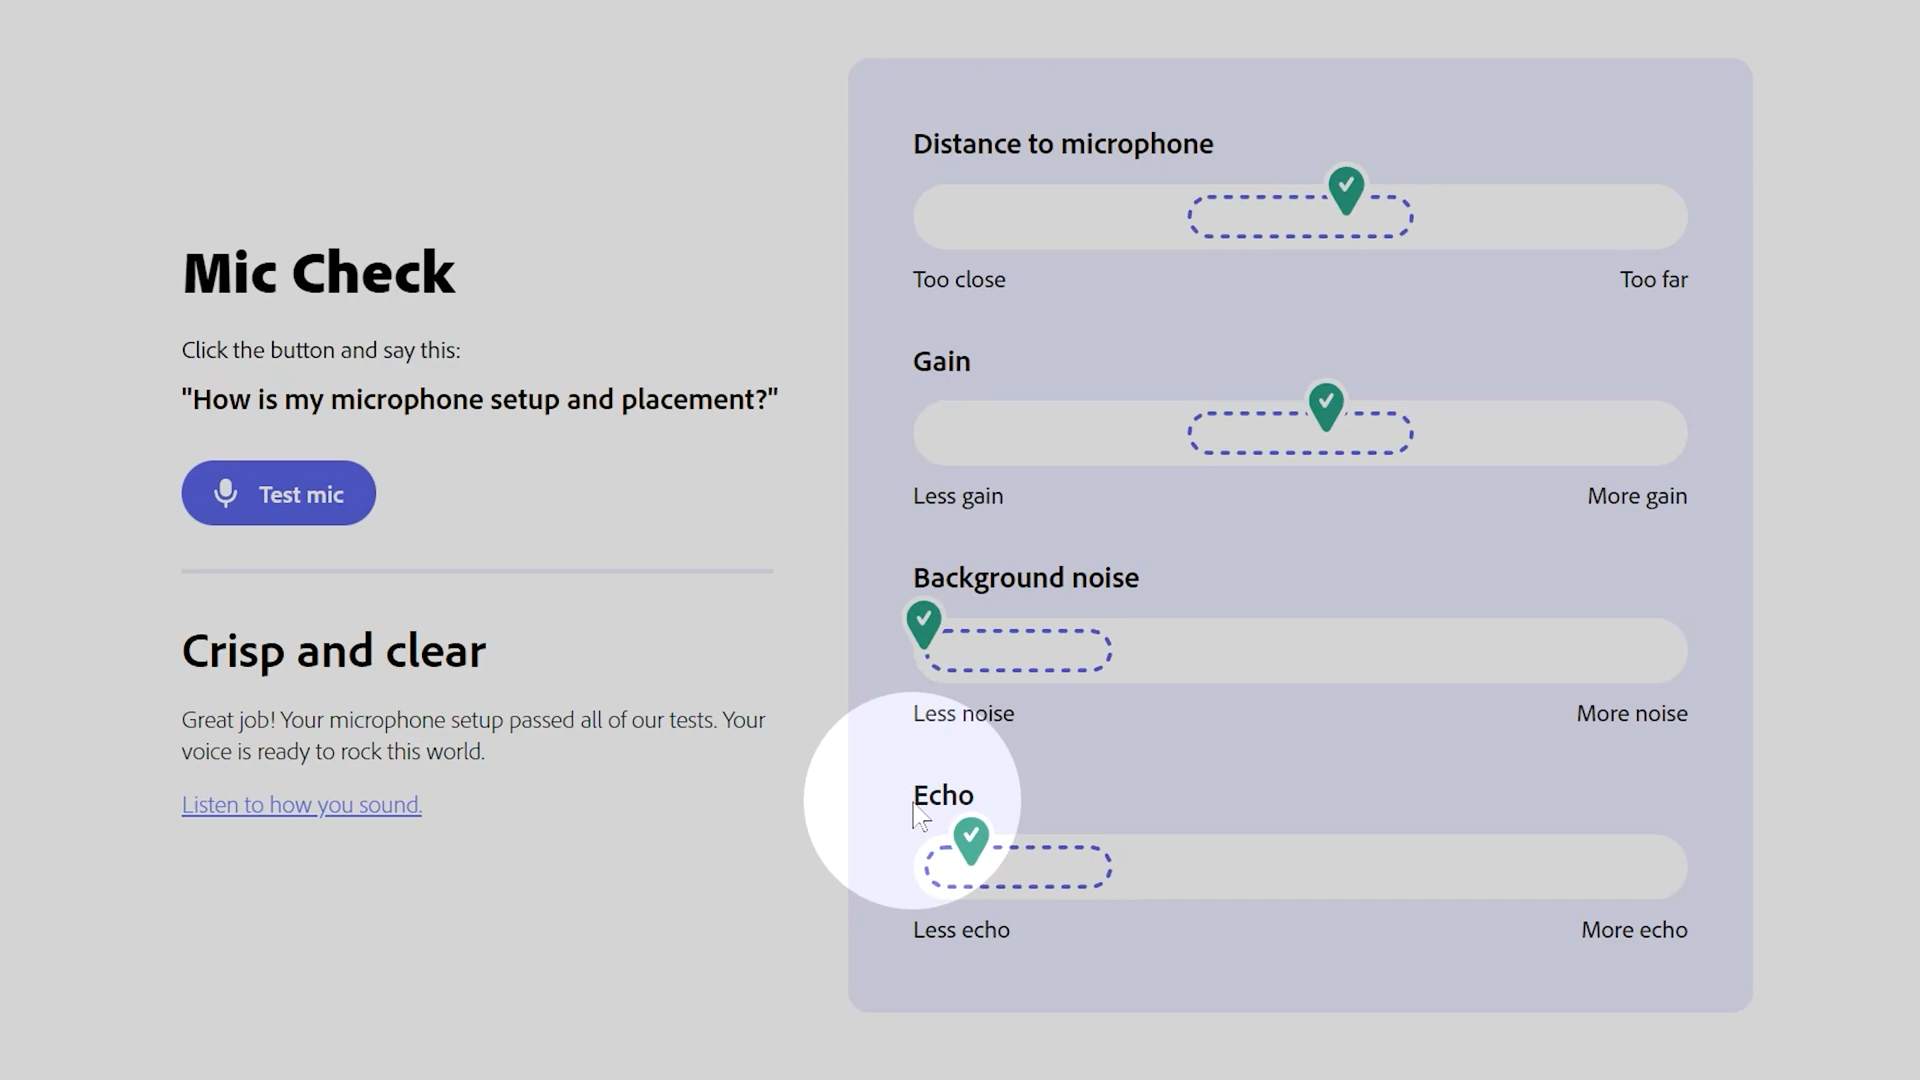 Mic Check
Click the button and say this:
"How is my microphone setup and placement?"
Test mic
Crisp and clear
Great job! Your microphone setup passed all of our tests. Your
voice is ready to rock this world.
Listen to how you sound.
Distance to microphone
Too close
Too far
Gain
Less gain
More gain
Background noise
Less noise
More noise
Echo
Less echo
More echo